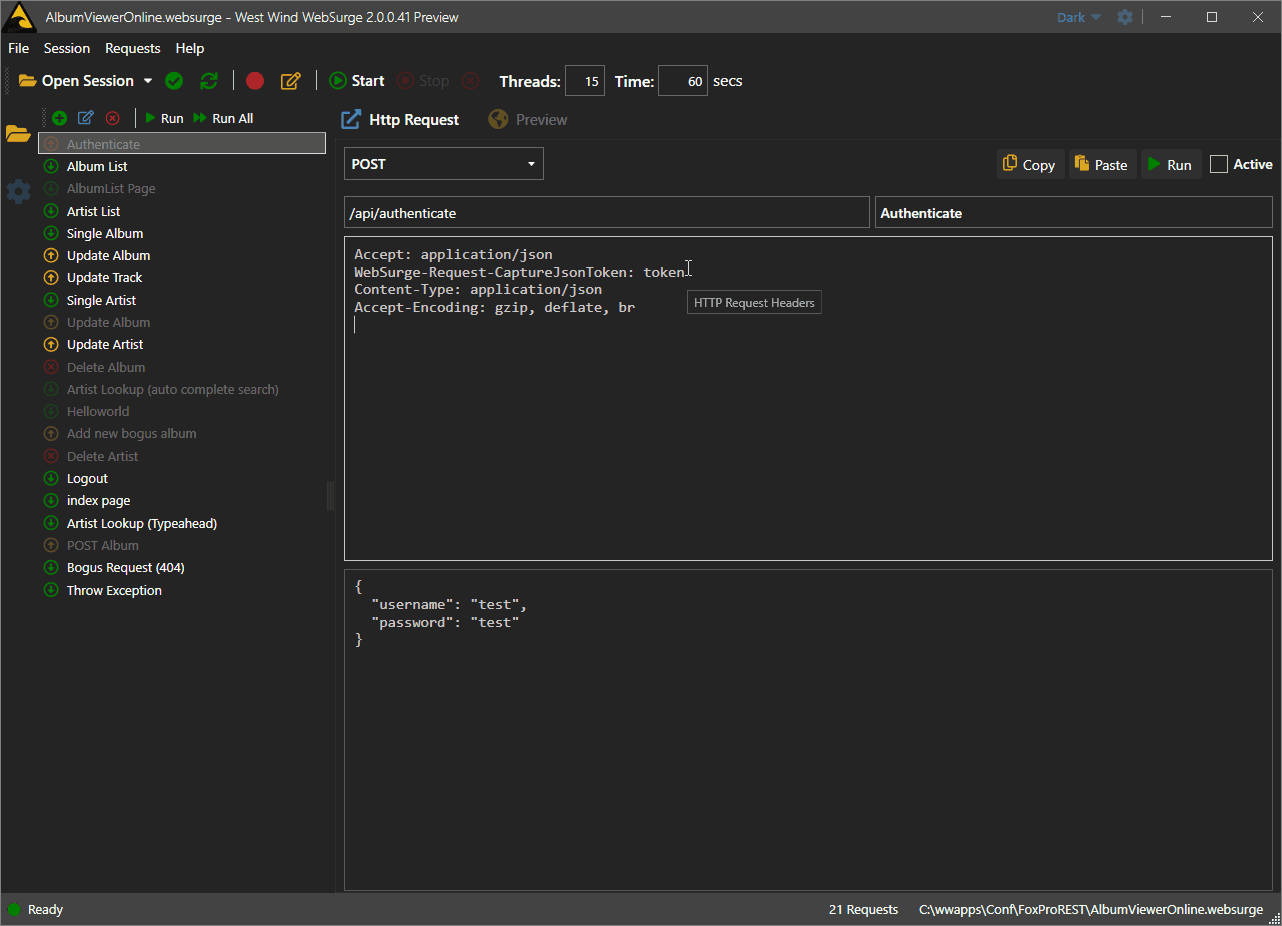 AlbumViewerOnline.websurge - West Wind WebSurge 2.0.0.41 Preview
Dark
File Session Requests Help
Open Session Start Stop Threads: 15 Time: 60 secs
Run Run All
Http Request Preview
Authenticate
Album List
AlbumList Page
Artist List
Single Album
Update Album
Update Track
Single Artist
Update Album
Update Artist
Delete Album
Artist Lookup (auto complete search)
Helloworld
Add new bogus album
Delete Artist
Logout
index page
Artist Lookup (Typeahead)
POST Album
Bogus Request (404)
Throw Exception
POST
Copy Paste Run Active
/api/authenticate
Authenticate
Accept: application/json
WebSurge-Request-CaptureJsonToken: token
Content-Type: application/json
Accept-Encoding: gzip, deflate, br
HTTP Request Headers
{
"username": "test",
"password": "test"
}
Ready
21 Requests C:\wwapps\Conf\FoxProREST\AlbumViewerOnline.websurge